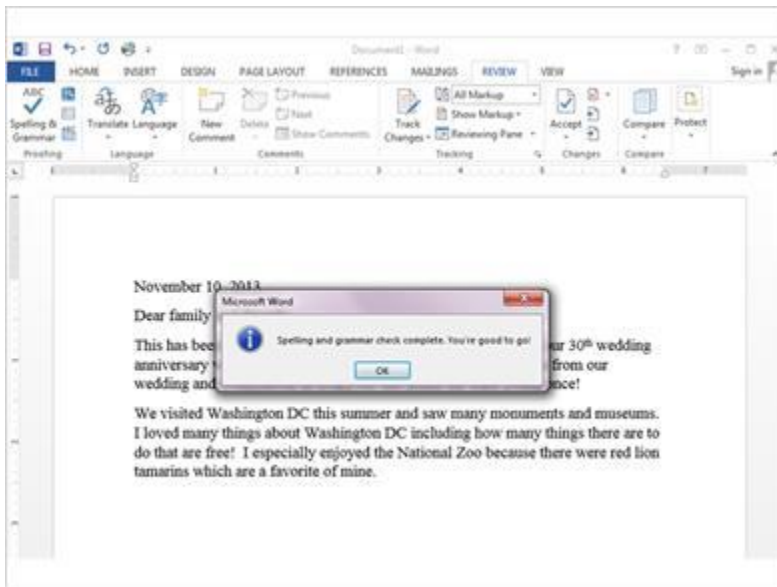 Document1 - Word
FILE HOME INSERT DESIGN PAGE LAYOUT REFERENCES MAILINGS REVIEW VIEW Sign in
ABC Spelling & Grammar Translate Language New Comment Delete Previous Next Show Comments Track Changes All Markup Show Markup Reviewing Pane Accept Compare Protect
Proofing Language Comments Tracking Changes Compare
November 10, 2013
Microsoft Word
Dear family
Spelling and grammar check complete. You're good to go!
OK
This has bee ur 30th wedding
anniversary from our
wedding and nce!
We visited Washington DC this summer and saw many monuments and museums.
I loved many things about Washington DC including how many things there are to
do that are free! I especially enjoyed the National Zoo because there were red lion
tamarins which are a favorite of mine.